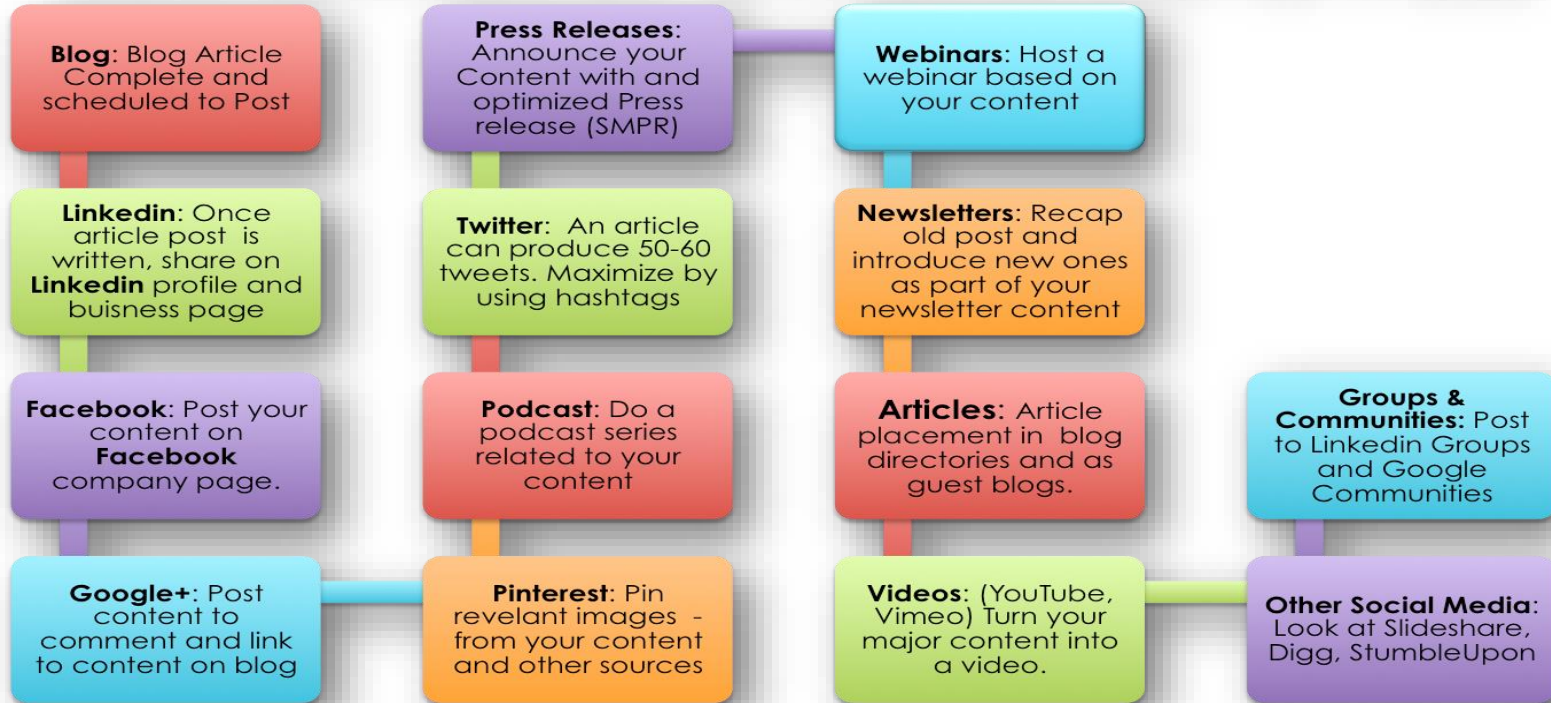 Blog: Blog Article
Complete and
scheduled to Post
Linkedin: Once
article post is
written, share on
Linkedin profile and
buisness page
Facebook: Post your
content on
Facebook
company page.
Google+: Post
content to
comment and link
to content on blog
Pinterest: Pin
revelant images -
from your content
and other sources
Podcast: Do a
podcast series
related to your
content
Twitter: An article
can produce 50-60
tweets. Maximize by
using hashtags
Press Releases:
Announce your
Content with and
optimized Press
release (SMPR)
Webinars: Host a
webinar based on
your content
Newsletters: Recap
old post and
introduce new ones
as part of your
newsletter content
Articles: Article
placement in blog
directories and as
guest blogs.
Videos: (YouTube,
Vimeo) Turn your
major content into
a video.
Other Social Media:
Look at Slideshare,
Digg, StumbleUpon
Groups &
Communities: Post
to Linkedin Groups
and Google
Communities